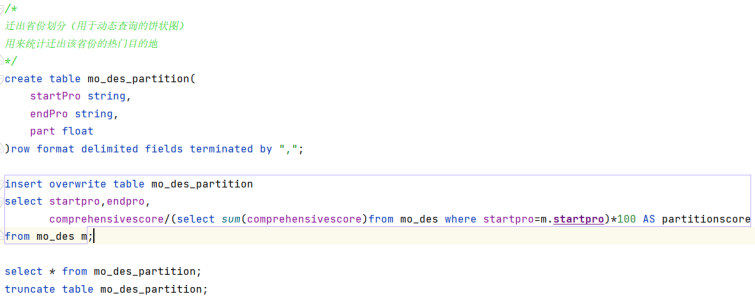 /*
迁出省份划分（用于动态查询的饼状图）
用来统计迁出该省份的热门目的地
*/
create table mo_des_partition(
    startPro string,
    endPro string,
    part float
)row format delimited fields terminated by ",";
insert overwrite table mo_des_partition
select startpro,endpro,
       comprehensivescore/(select sum(comprehensivescore)from mo_des where startpro=m.startpro)*100 AS partitionscore
from mo_des m;
select * from mo_des_partition;
truncate table mo_des_partition;